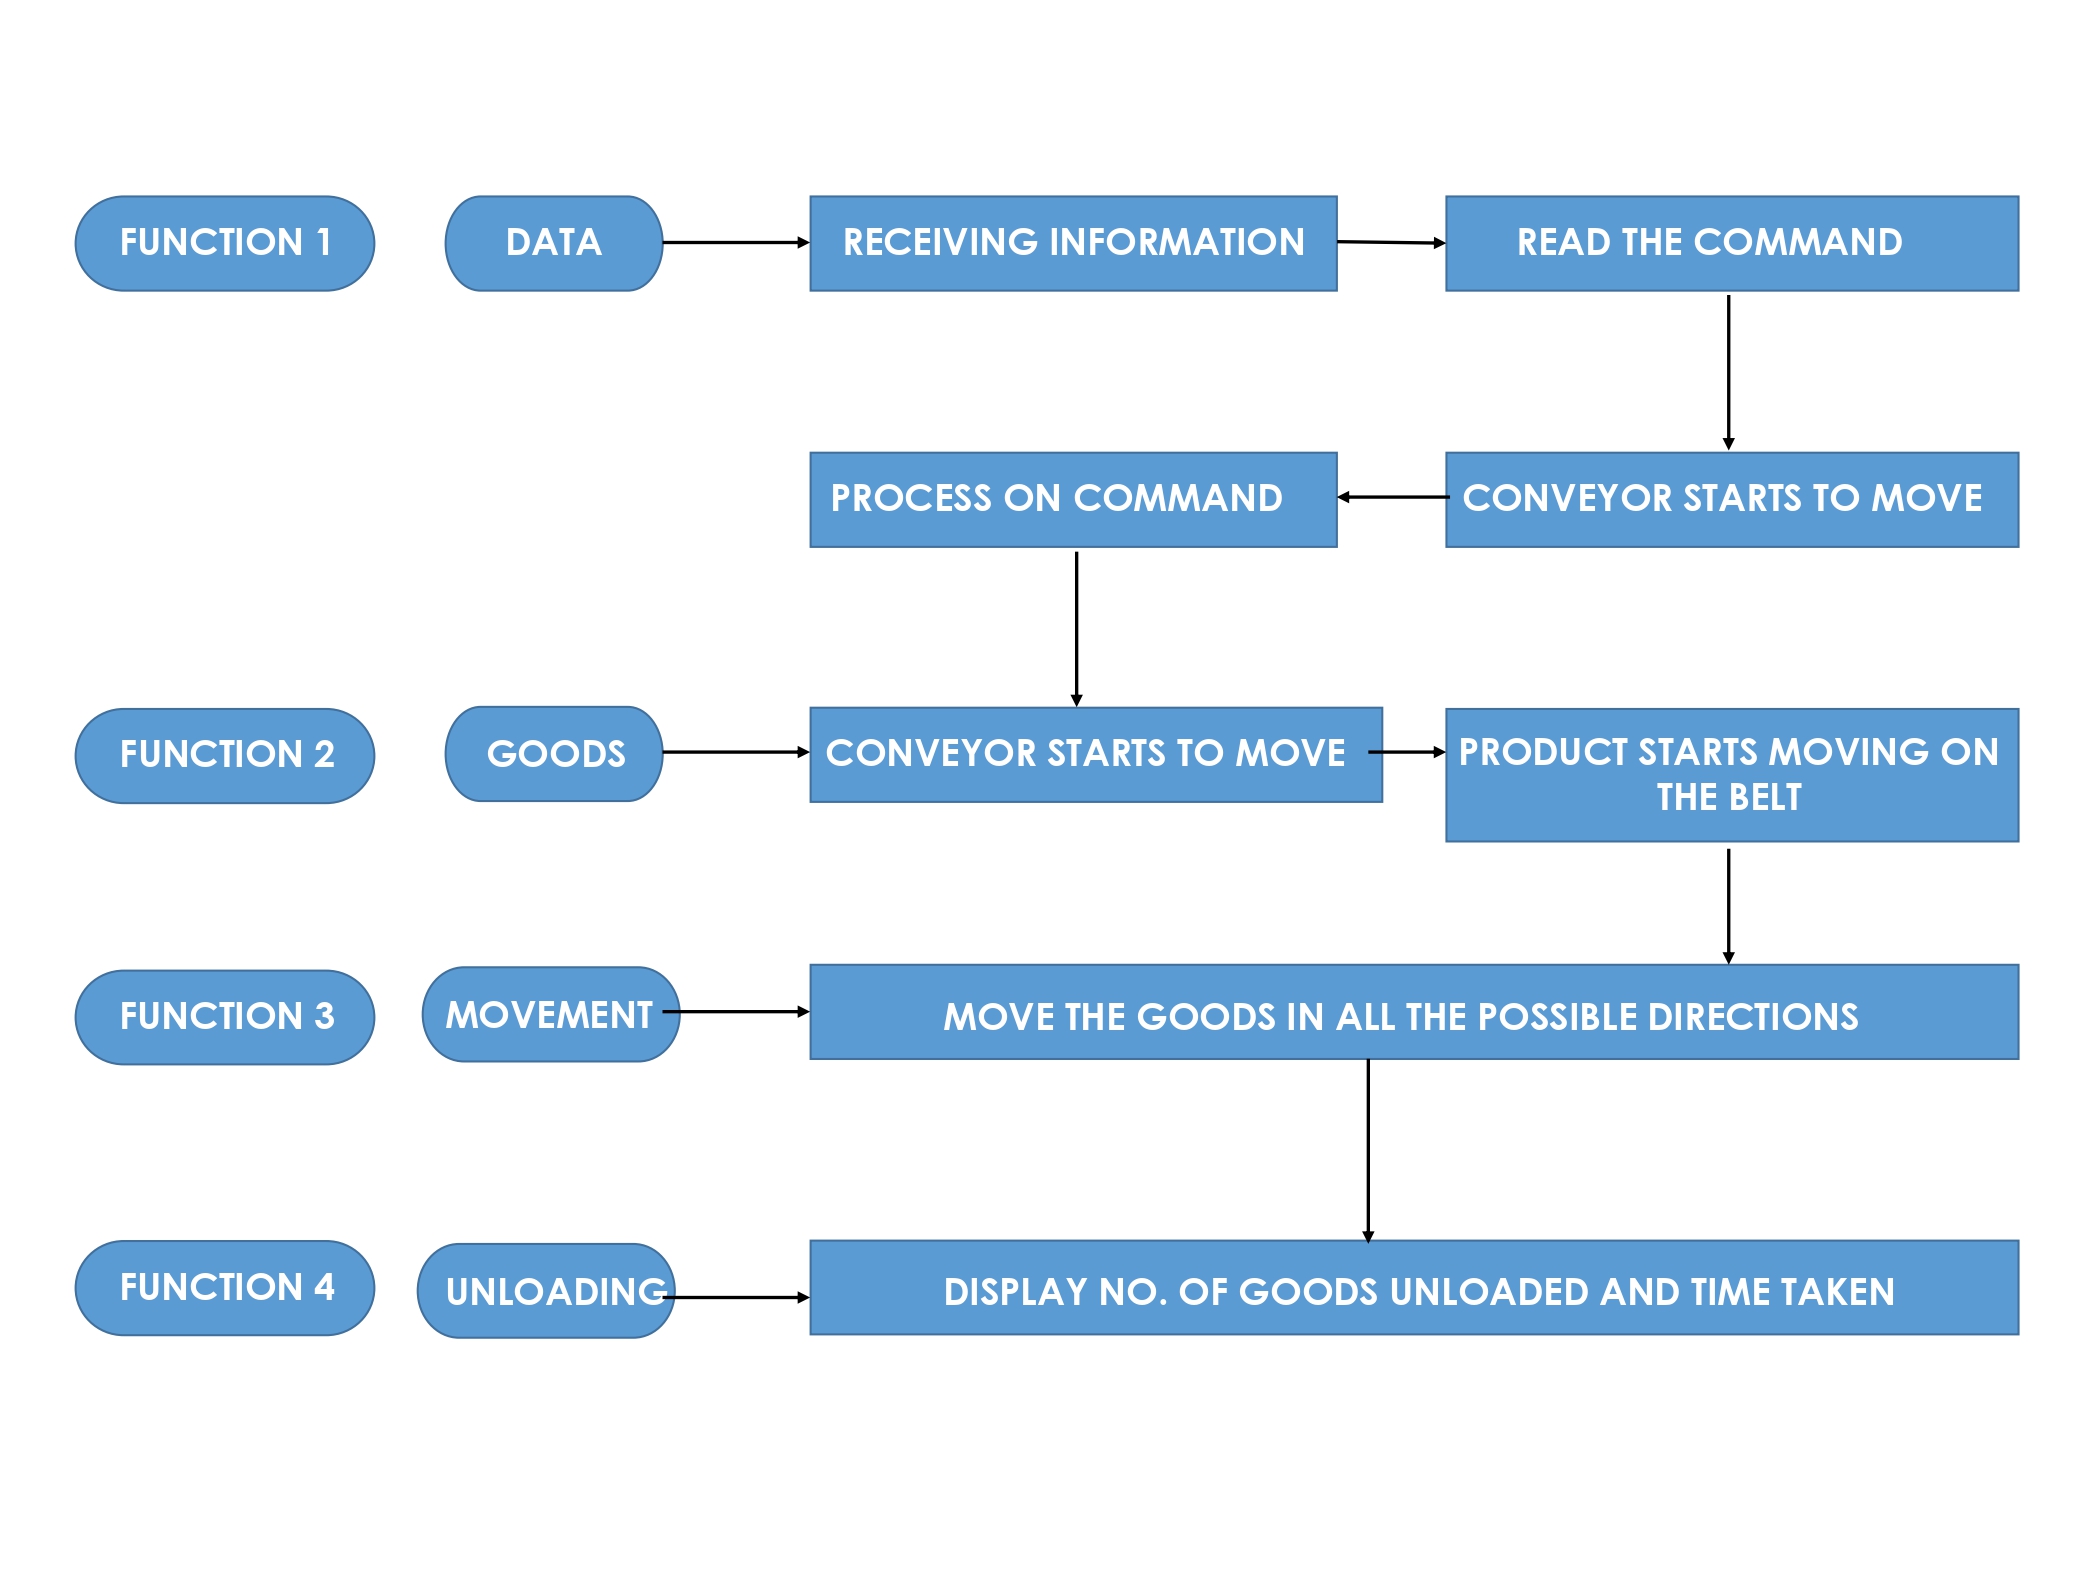 FUNCTION 1
DATA
RECEIVING INFORMATION
READ THE COMMAND
PROCESS ON COMMAND
CONVEYOR STARTS TO MOVE
FUNCTION 2
GOODS
CONVEYOR STARTS TO MOVE
PRODUCT STARTS MOVING ON
THE BELT
FUNCTION 3
MOVEMENT
MOVE THE GOODS IN ALL THE POSSIBLE DIRECTIONS
FUNCTION 4
UNLOADING
DISPLAY NO. OF GOODS UNLOADED AND TIME TAKEN